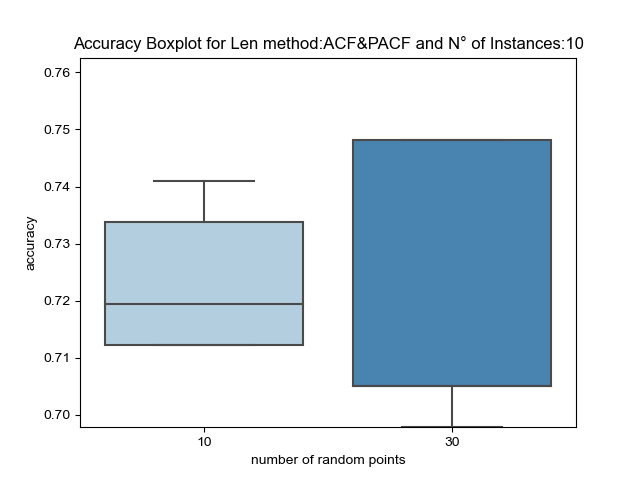 Accuracy Boxplot for Len method:ACF&PACF and N° of Instances:10
0.76
0.75
0.74
0.73
0.72
0.71
0.70
accuracy
10 30
number of random points